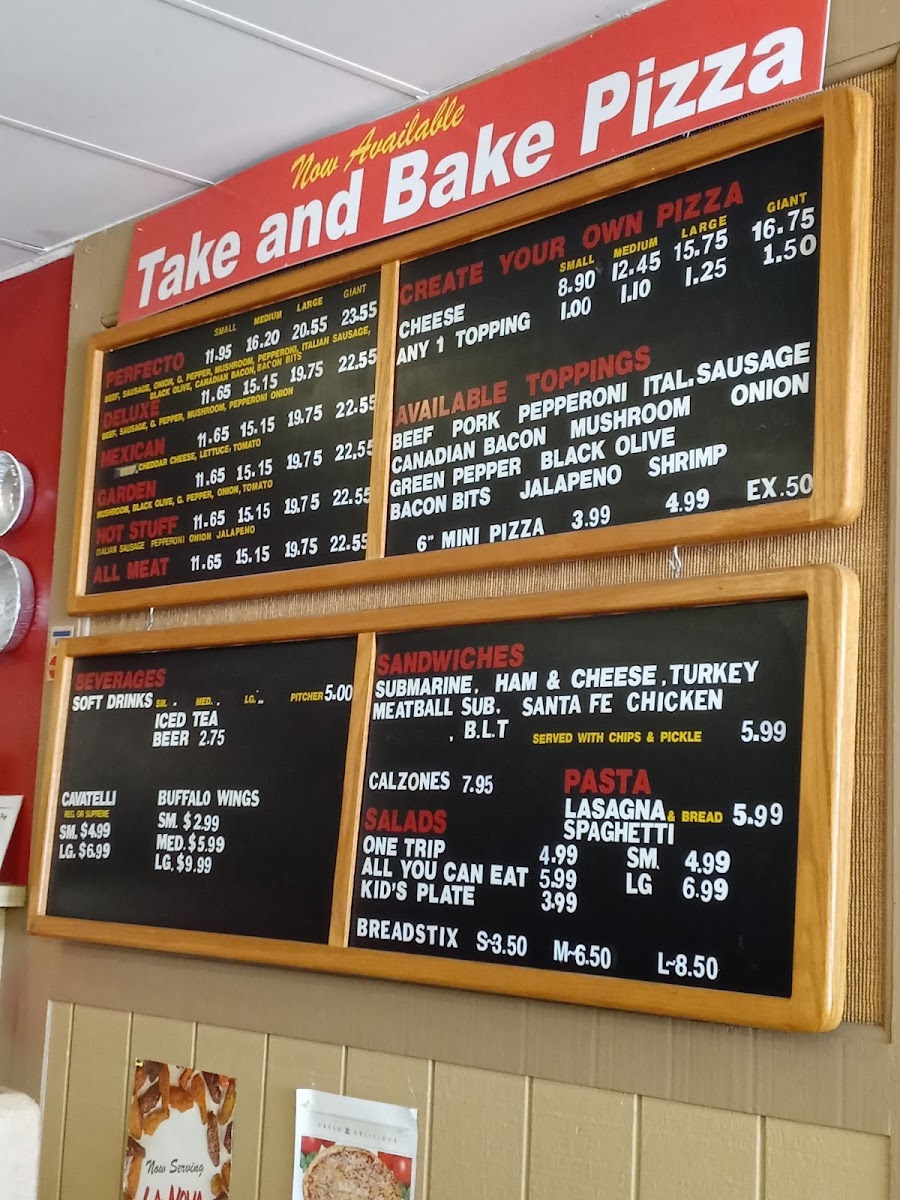 Now Available
Take and Bake Pizza
SMALL MEDIUM LARGE GIANT
PERFECTO 11.95 16.20 20.55 23.55
BEEF, SAUSAGE, ONION, G. PEPPER, MUSHROOM, PEPPERONI, ITALIAN SAUSAGE,
BLACK OLIVE, CANADIAN BACON, BACON BITS
DELUXE 11.65 15.15 19.75 22.55
BEEF, SAUSAGE, G. PEPPER, MUSHROOM, PEPPERONI ONION
MEXICAN 11.65 15.15 19.75 22.55
CHEDDAR CHEESE, LETTUCE, TOMATO
GARDEN 11.65 15.15 19.75 22.55
MUSHROOM, BLACK OLIVE, G. PEPPER, ONION, TOMATO
HOT STUFF 11.65 15.15 19.75 22.55
ITALIAN SAUSAGE PEPPERONI ONION JALAPENO
ALL MEAT 11.65 15.15 19.75 22.55
CREATE YOUR OWN PIZZA
SMALL MEDIUM LARGE GIANT
CHEESE 8.90 12.45 15.75 16.75
ANY 1 TOPPING 1.00 1.10 1.25 1.50
AVAILABLE TOPPINGS
BEEF PORK PEPPERONI ITAL. SAUSAGE
CANADIAN BACON MUSHROOM ONION
GREEN PEPPER BLACK OLIVE
BACON BITS JALAPENO SHRIMP
6" MINI PIZZA 3.99 4.99 EX .50
BEVERAGES
SOFT DRINKS SM. . MED. . LG. .. PITCHER 5.00
ICED TEA
BEER 2.75
CAVATELLI
REG. OR SUPREME
SM. $4.99
LG. $6.99
BUFFALO WINGS
SM. $2.99
MED. $5.99
LG. $9.99
SANDWICHES
SUBMARINE, HAM & CHEESE, TURKEY
MEATBALL SUB. SANTA FE CHICKEN
, B.L.T SERVED WITH CHIPS & PICKLE 5.99
CALZONES 7.95
SALADS
ONE TRIP 4.99
ALL YOU CAN EAT 5.99
KID'S PLATE 3.99
PASTA
LASAGNA & BREAD 5.99
SPAGHETTI
SM 4.99
LG 6.99
BREADSTIX S~3.50 M~6.50 L~8.50
Now Serving
LA NOVA